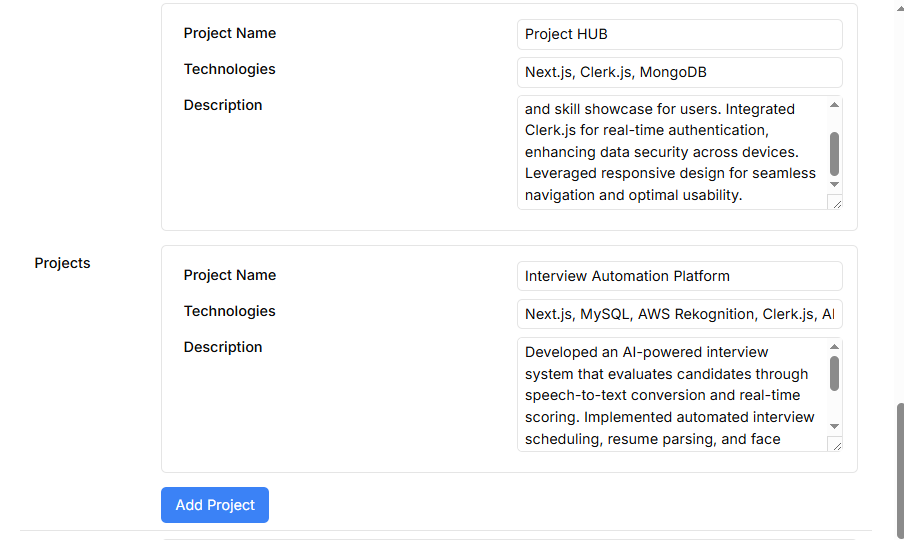 Project Name
Project HUB
Technologies
Next.js, Clerk.js, MongoDB
Description
and skill showcase for users. Integrated
Clerk.js for real-time authentication,
enhancing data security across devices.
Leveraged responsive design for seamless
navigation and optimal usability.
Projects
Project Name
Interview Automation Platform
Technologies
Next.js, MySQL, AWS Rekognition, Clerk.js, AI
Description
Developed an AI-powered interview
system that evaluates candidates through
speech-to-text conversion and real-time
scoring. Implemented automated interview
scheduling, resume parsing, and face
Add Project